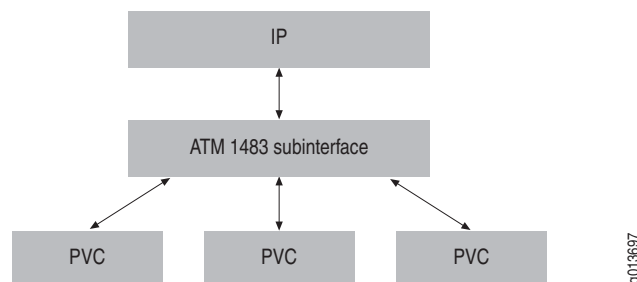 IP
ATM 1483 subinterface
PVC
PVC
PVC
g013697